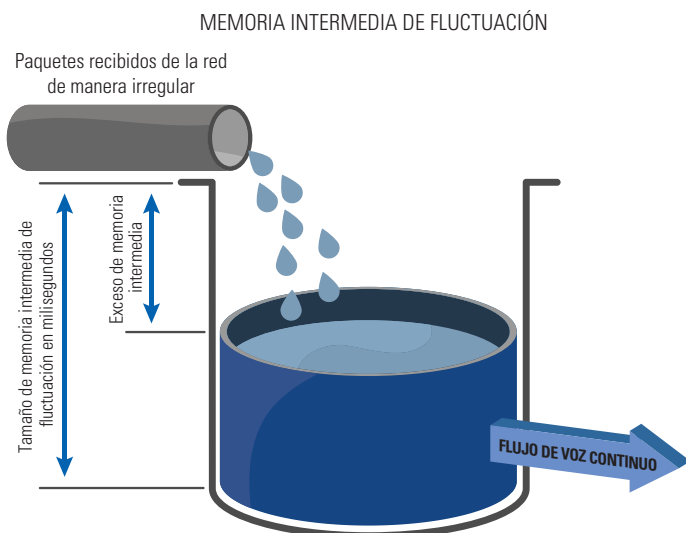 MEMORIA INTERMEDIA DE FLUCTUACIÓN
Paquetes recibidos de la red
de manera irregular
Tamaño de memoria intermedia de
fluctuación en milisegundos
Exceso de memoria
intermedia
FLUJO DE VOZ CONTINUO